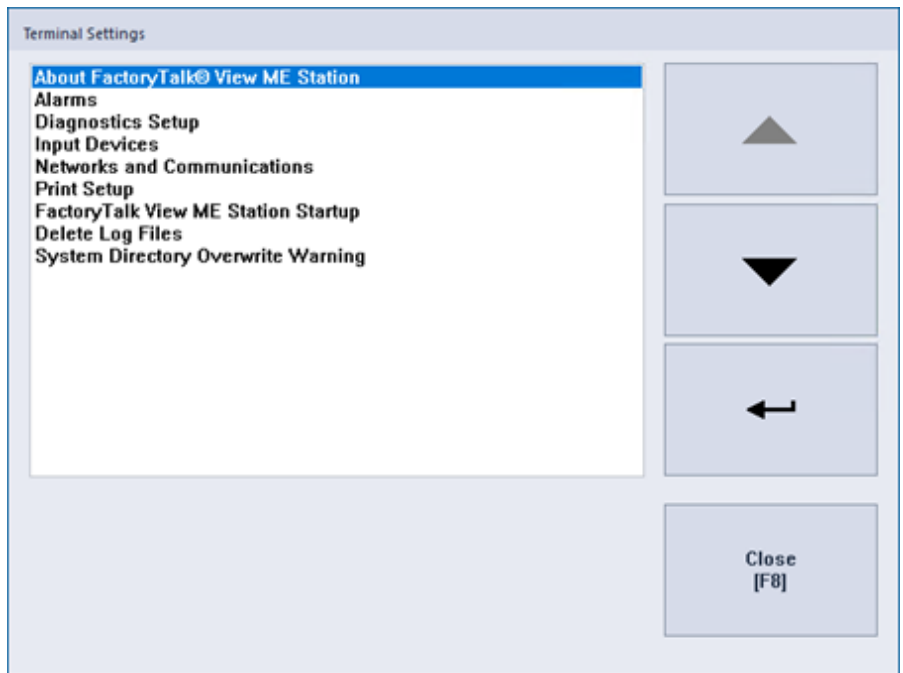 Terminal Settings
About FactoryTalk® View ME Station
Alarms
Diagnostics Setup
Input Devices
Networks and Communications
Print Setup
FactoryTalk View ME Station Startup
Delete Log Files
System Directory Overwrite Warning
Close
[F8]